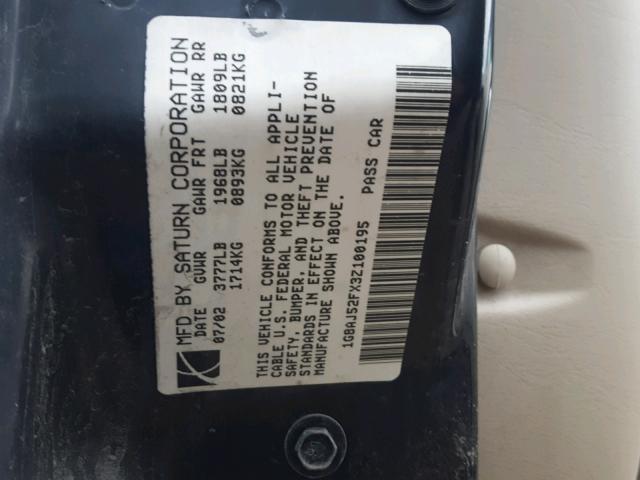 MFD BY SATURN CORPORATION
DATE GVWR GAWR FRT GAWR RR
07/02 3777LB 1968LB 1809LB
1714KG 0893KG 0821KG
THIS VEHICLE CONFORMS TO ALL APPLI-
CABLE U.S. FEDERAL MOTOR VEHICLE
SAFETY, BUMPER, AND THEFT PREVENTION
STANDARDS IN EFFECT ON THE DATE OF
MANUFACTURE SHOWN ABOVE.
1G8AJ52FX3Z100195 PASS CAR